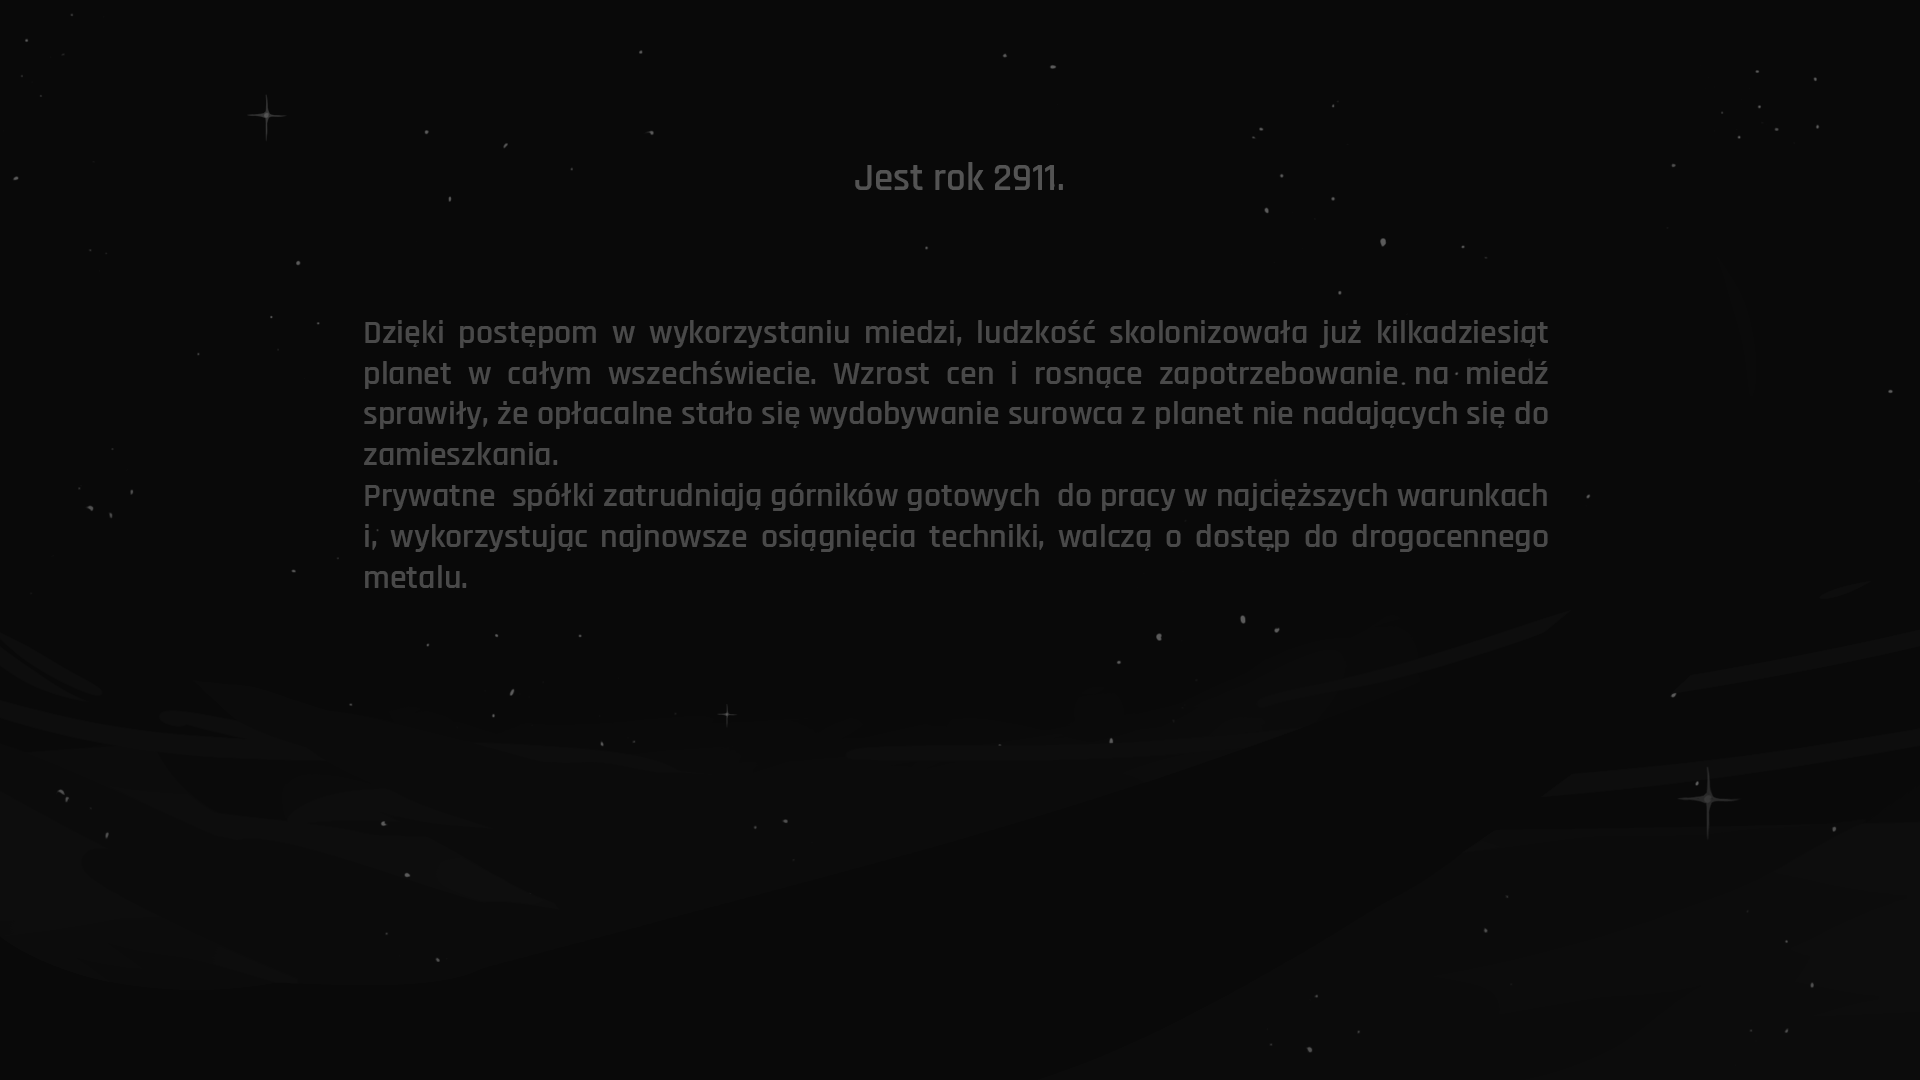 Jest rok 2911.
Dzięki postępom w wykorzystaniu miedzi, ludzkość skolonizowała już kilkadziesiąt
planet w całym wszechświecie. Wzrost cen i rosnące zapotrzebowanie na miedź
sprawiły, że opłacalne stało się wydobywanie surowca z planet nie nadających się do
zamieszkania.
Prywatne spółki zatrudniają górników gotowych do pracy w najcięższych warunkach
i, wykorzystując najnowsze osiągnięcia techniki, walczą o dostęp do drogocennego
metalu.